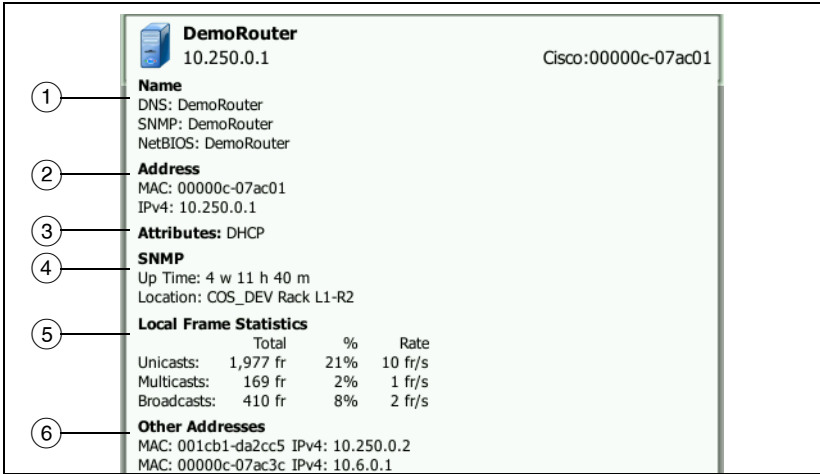 DemoRouter
10.250.0.1 Cisco:00000c-07ac01
1 Name
DNS: DemoRouter
SNMP: DemoRouter
NetBIOS: DemoRouter
2 Address
MAC: 00000c-07ac01
IPv4: 10.250.0.1
3 Attributes: DHCP
4 SNMP
Up Time: 4 w 11 h 40 m
Location: COS_DEV Rack L1-R2
5 Local Frame Statistics
Total % Rate
Unicasts: 1,977 fr 21% 10 fr/s
Multicasts: 169 fr 2% 1 fr/s
Broadcasts: 410 fr 8% 2 fr/s
6 Other Addresses
MAC: 001cb1-da2cc5 IPv4: 10.250.0.2
MAC: 00000c-07ac3c IPv4: 10.6.0.1